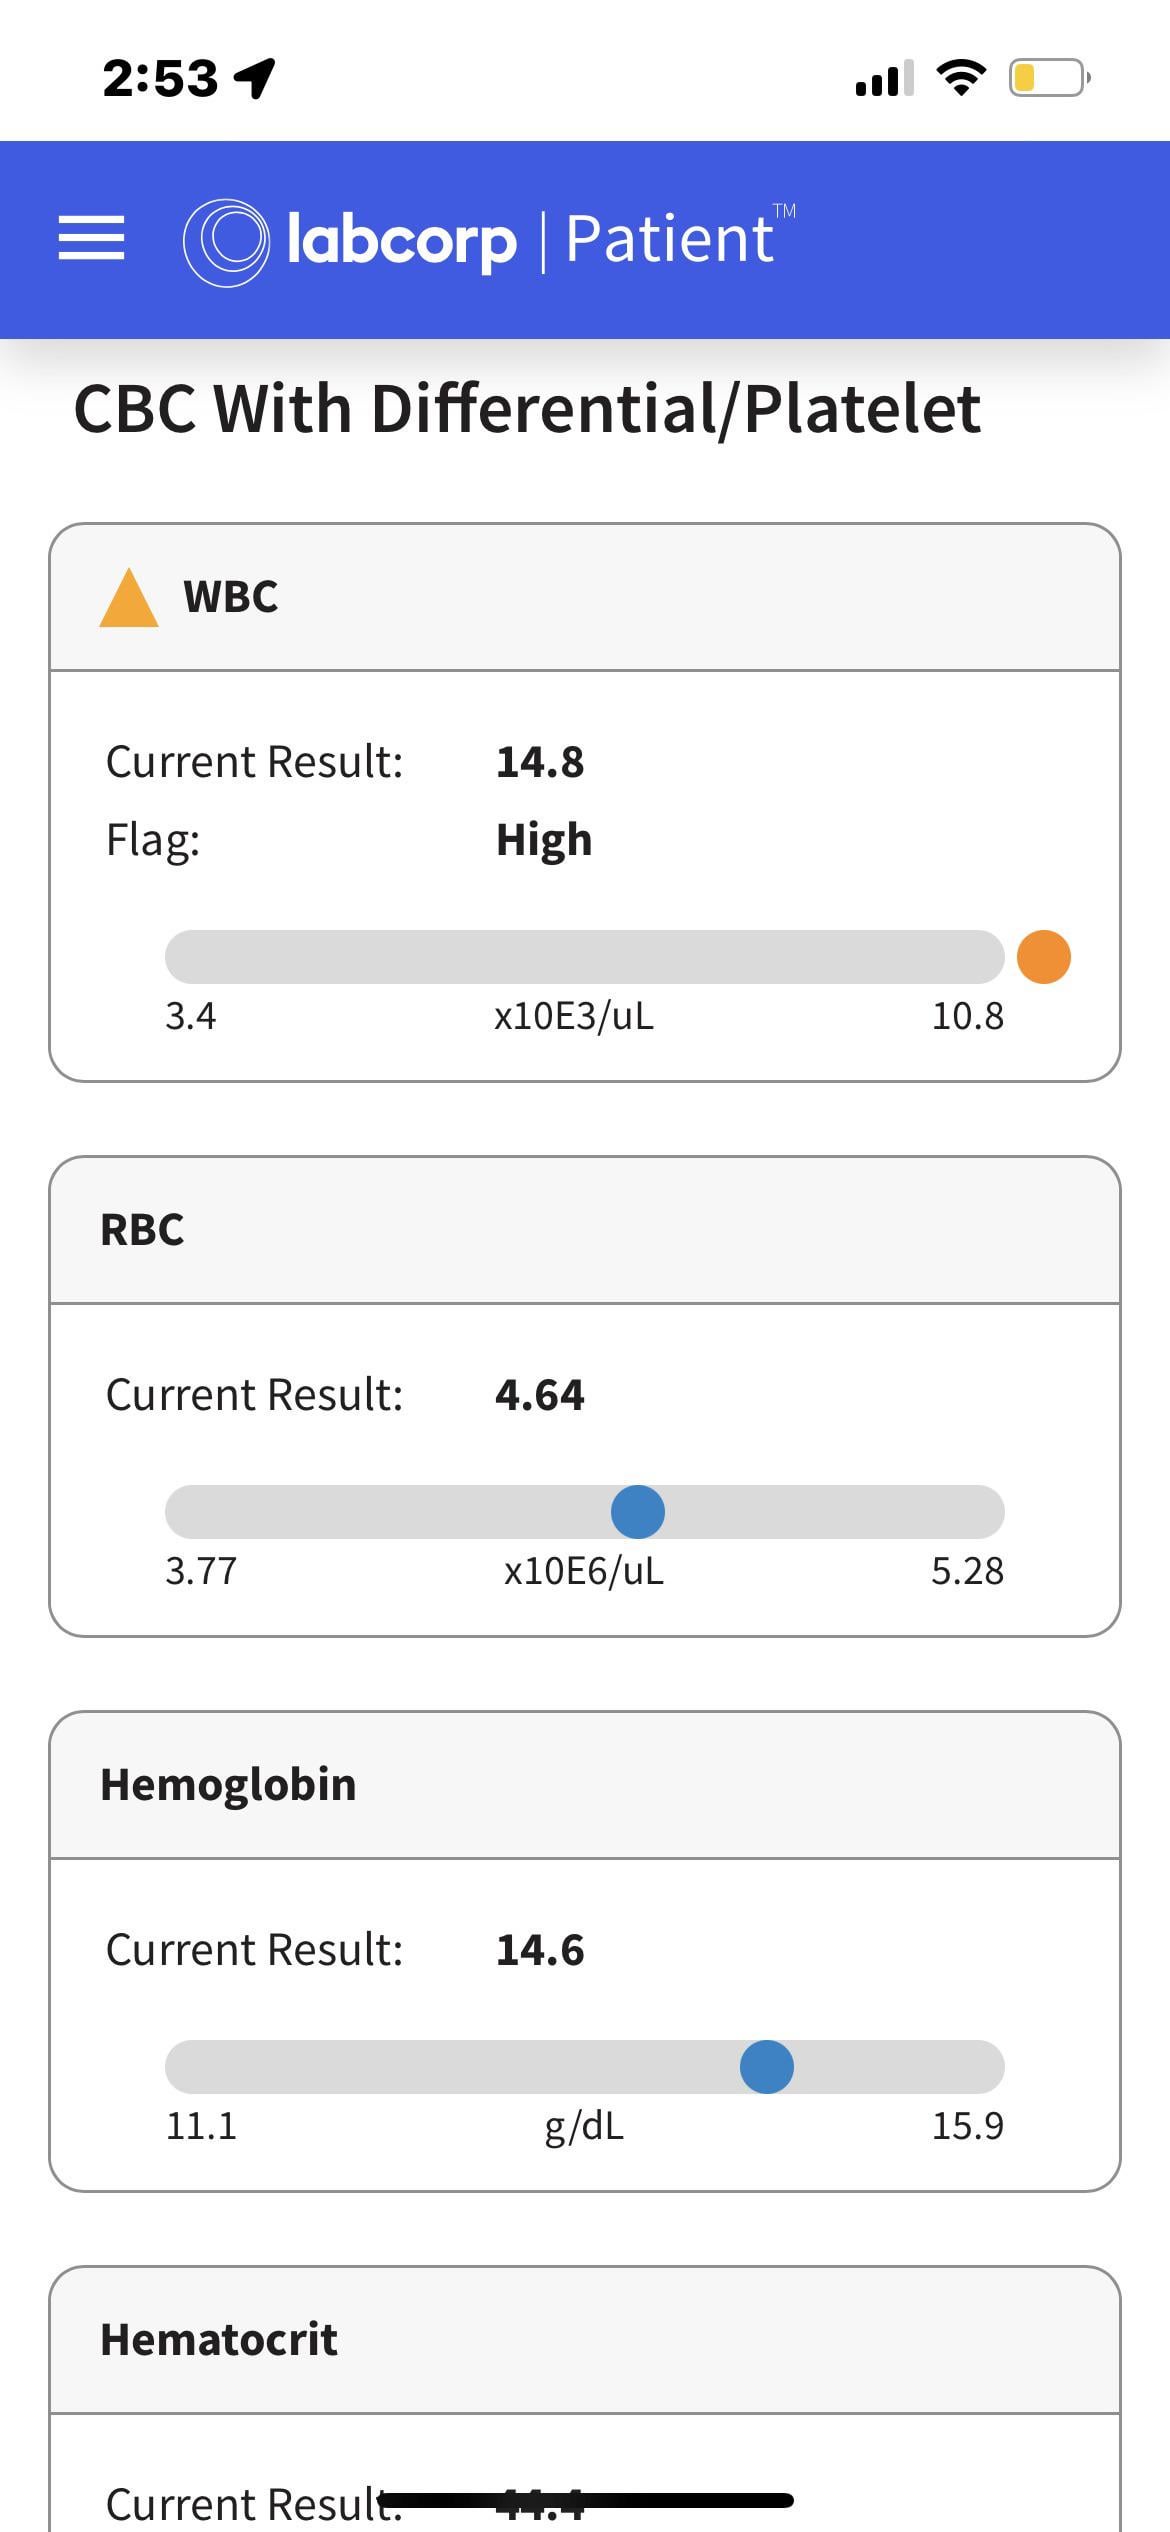 2:53
labcorp | Patient™
CBC With Differential/Platelet
WBC
Current Result: 14.8
Flag: High
3.4 x10E3/uL 10.8
RBC
Current Result: 4.64
3.77 x10E6/uL 5.28
Hemoglobin
Current Result: 14.6
11.1 g/dL 15.9
Hematocrit
Current Result: 44.4